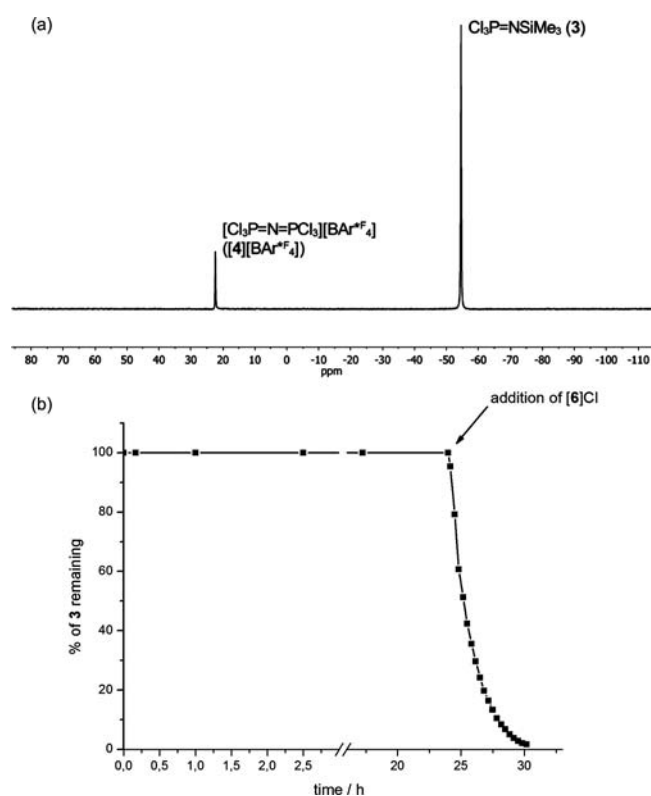 (a)
Cl₃P=NSiMe₃ (3)
[Cl₃P=N=PCl₃][BAr*ᶠ₄]
([4][BAr*ᶠ₄])
80 70 60 50 40 30 20 10 0 -10 -20 -30 -40 -50 -60 -70 -80 -90 -100 -110
ppm
(b)
addition of [6]Cl
100
80
60
40
20
0
% of 3 remaining
0,0 0,5 1,0 1,5 2,0 2,5 20 25 30
time / h